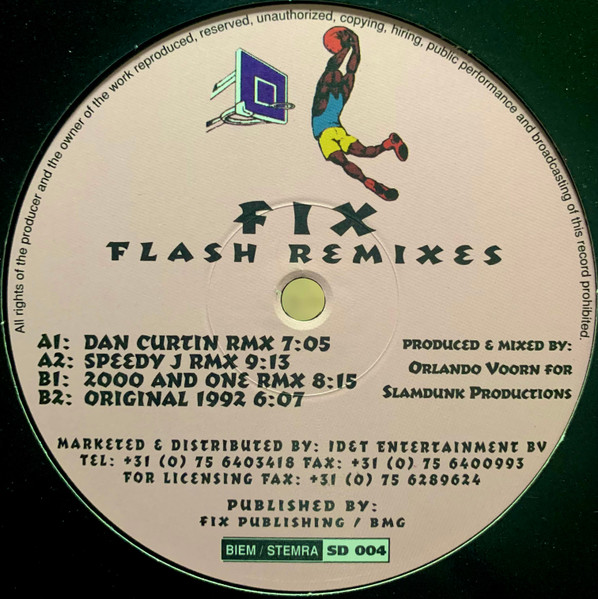 All rights of the producer and the owner of the work reproduced, reserved, unauthorized, copying, hiring, public performance and broadcasting of this record prohibited.
FIX
FLASH REMIXES
A1: DAN CURTIN RMX 7:05
A2: SPEEDY J RMX 9:13
B1: 2000 AND ONE RMX 8:15
B2: ORIGINAL 1992 6:07
PRODUCED & MIXED BY:
ORLANDO VOORN FOR
SLAMDUNK PRODUCTIONS
MARKETED & DISTRIBUTED BY: IDET ENTERTAINMENT BV
TEL: +31 (0) 75 6403418 FAX: +31 (0) 75 6400993
FOR LICENSING FAX: +31 (0) 75 6289624
PUBLISHED BY:
FIX PUBLISHING / BMG
BIEM / STEMRA SD 004